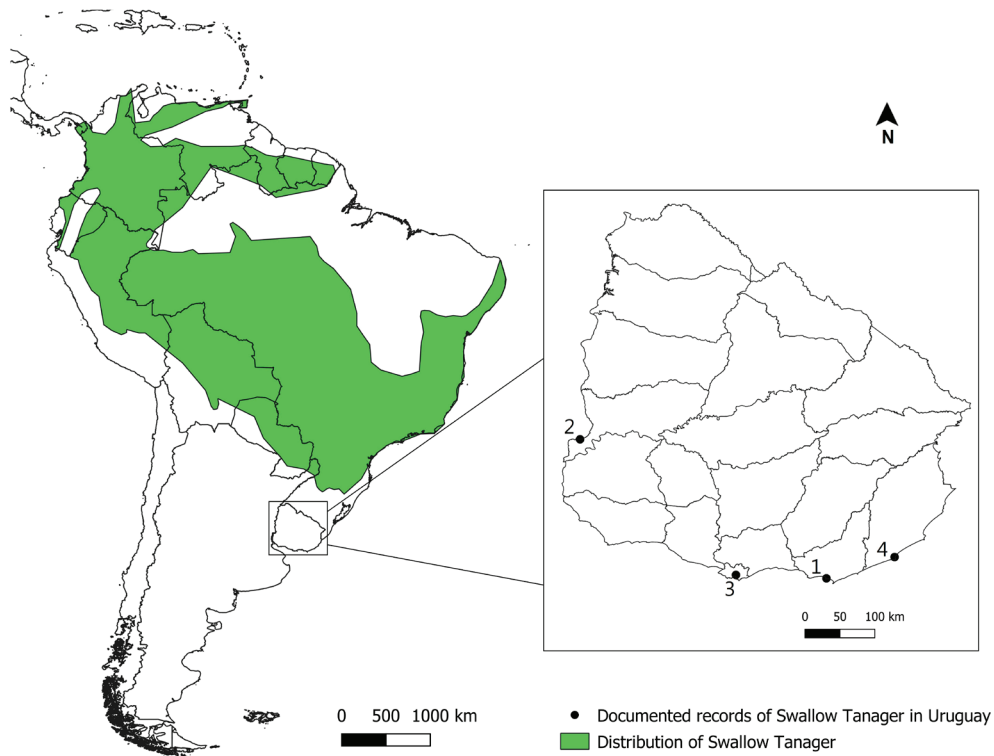 N
2
3
1
4
0 50 100 km
0 500 1000 km
Documented records of Swallow Tanager in Uruguay
Distribution of Swallow Tanager